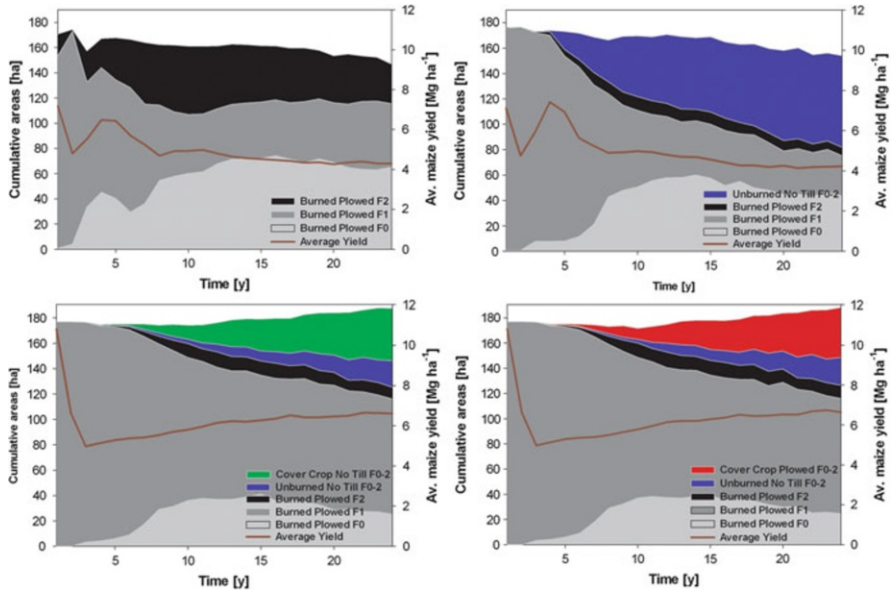 Cumulative areas [ha]
180
160
140
120
100
80
60
40
20
0
5
10
15
20
Time [y]
12
10
8
6
4
2
0
Av. maize yield [Mg ha-1]
Burned Plowed F2
Burned Plowed F1
Burned Plowed F0
Average Yield
Cumulative areas [ha]
180
160
140
120
100
80
60
40
20
0
5
10
15
20
Time [y]
12
10
8
6
4
2
0
Av. maize yield [Mg ha-1]
Unburned No Till F0-2
Burned Plowed F2
Burned Plowed F1
Burned Plowed F0
Average Yield
Cumulative areas [ha]
180
160
140
120
100
80
60
40
20
0
5
10
15
20
Time [y]
12
10
8
6
4
2
0
Av. maize yield [Mg ha-1]
Cover Crop No Till F0-2
Unburned No Till F0-2
Burned Plowed F2
Burned Plowed F1
Burned Plowed F0
Average Yield
Cumulative areas [ha]
180
160
140
120
100
80
60
40
20
0
5
10
15
20
Time [y]
12
10
8
6
4
2
0
Av. maize yield [Mg ha-1]
Cover Crop Plowed F0-2
Unburned No Till F0-2
Burned Plowed F2
Burned Plowed F1
Burned Plowed F0
Average Yield